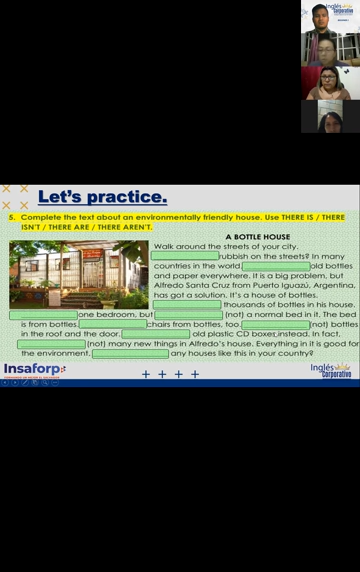 Inglés
Corporativo
Let's practice.
5. Complete the text about an environmentally friendly house. Use THERE IS / THERE
ISN'T / THERE ARE / THERE AREN'T.
A BOTTLE HOUSE
Walk around the streets of your city.
rubbish on the streets? In many
countries in the world, old bottles
and paper everywhere. It is a big problem, but
Alfredo Santa Cruz from Puerto Iguazú, Argentina,
has got a solution. It's a house of bottles.
thousands of bottles in his house.
one bedroom, but (not) a normal bed in it. The bed
is from bottles. chairs from bottles, too. (not) bottles
in the roof and the door. old plastic CD boxes instead. In fact,
(not) many new things in Alfredo's house. Everything in it is good for
the environment. any houses like this in your country?
Insaforp
Inglés
Corporativo